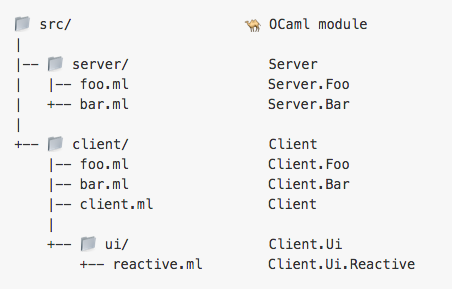 📁 src/                      🐫 OCaml module
|
|-- 📁 server/                Server
|   |-- foo.ml                Server.Foo
|   +-- bar.ml                Server.Bar
|
+-- 📁 client/                Client
    |-- foo.ml                Client.Foo
    |-- bar.ml                Client.Bar
    |-- client.ml             Client
    |
    +-- 📁 ui/                Client.Ui
        +-- reactive.ml       Client.Ui.Reactive